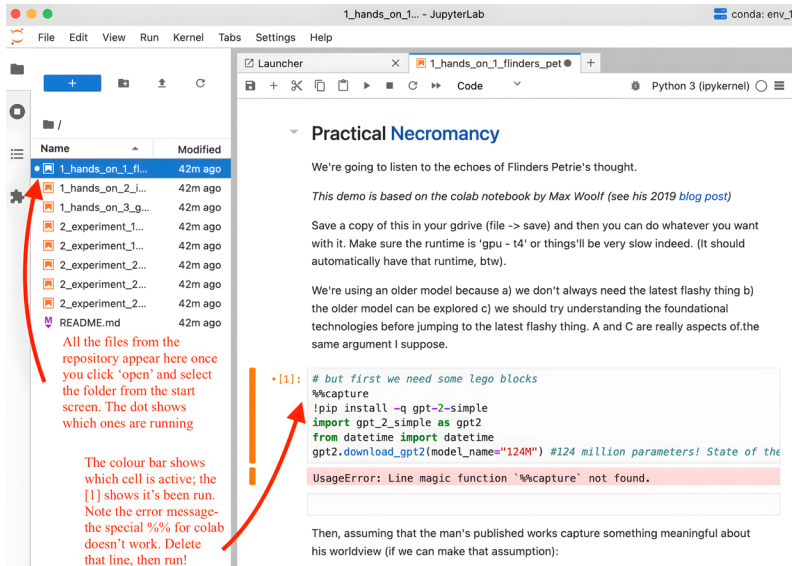 1_hands_on_1... - JupyterLab
conda: env_1
File Edit View Run Kernel Tabs Settings Help
Launcher
1_hands_on_1_flinders_pet
Code
Python 3 (ipykernel)
/
Name Modified
1_hands_on_1_fl... 42m ago
1_hands_on_2_i... 42m ago
1_hands_on_3_g... 42m ago
2_experiment_1... 42m ago
2_experiment_1... 42m ago
2_experiment_2... 42m ago
2_experiment_2... 42m ago
2_experiment_2... 42m ago
README.md 42m ago
All the files from the
repository appear here once
you click ‘open’ and select
the folder from the start
screen. The dot shows
which ones are running
The colour bar shows
which cell is active; the
[1] shows it’s been run.
Note the error message-
the special %% for colab
doesn’t work. Delete
that line, then run!
Practical Necromancy
We're going to listen to the echoes of Flinders Petrie's thought.
This demo is based on the colab notebook by Max Woolf (see his 2019 blog post)
Save a copy of this in your gdrive (file -> save) and then you can do whatever you want
with it. Make sure the runtime is 'gpu - t4' or things'll be very slow indeed. (It should
automatically have that runtime, btw).
We're using an older model because a) we don't always need the latest flashy thing b)
the older model can be explored c) we should try understanding the foundational
technologies before jumping to the latest flashy thing. A and C are really aspects of.the
same argument I suppose.
[1]: # but first we need some lego blocks
%%capture
!pip install -q gpt-2-simple
import gpt_2_simple as gpt2
from datetime import datetime
gpt2.download_gpt2(model_name="124M") #124 million parameters! State of the
UsageError: Line magic function `%%capture` not found.
Then, assuming that the man's published works capture something meaningful about
his worldview (if we can make that assumption):